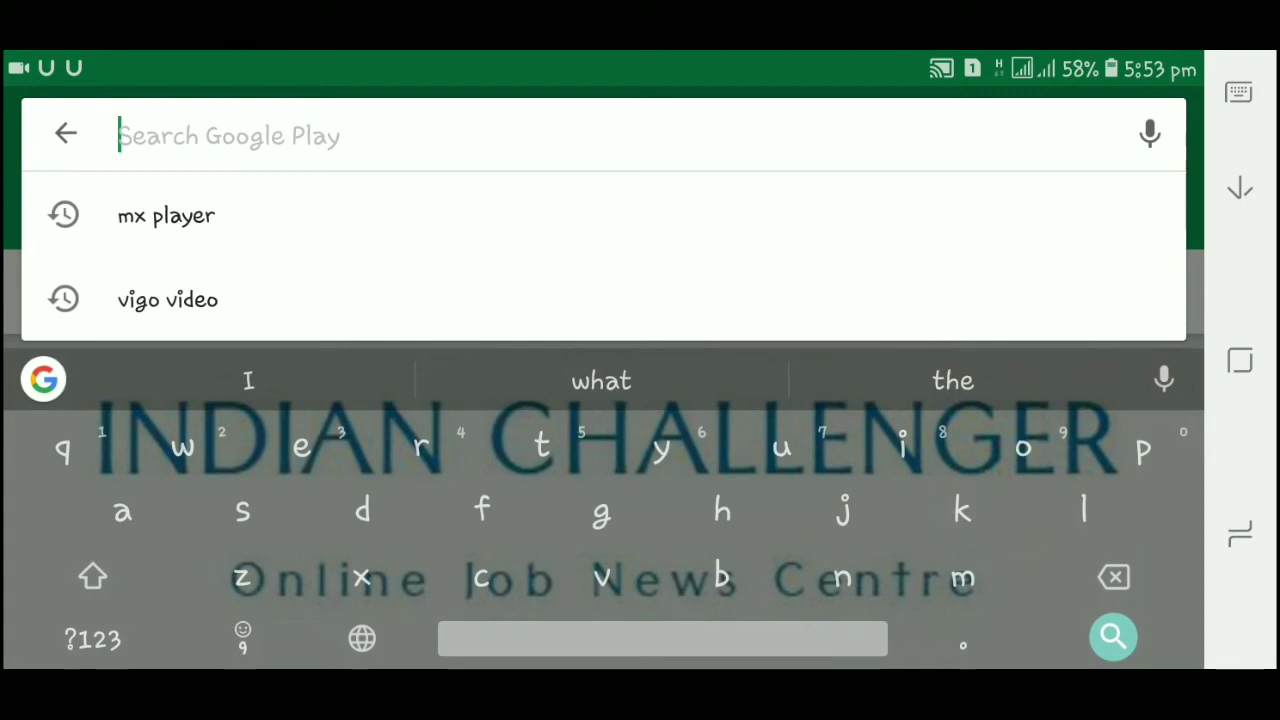 U U 1 H 58% 5:53 pm
Search Google Play
mx player
vigo video
G I what the
INDIAN CHALLENGER
q 1 w 2 e 3 r 4 t 5 y 6 u 7 i 8 o 9 p 0
a s d f g h j k l
Online Job News Centre
z x c v b n m
?123 , .